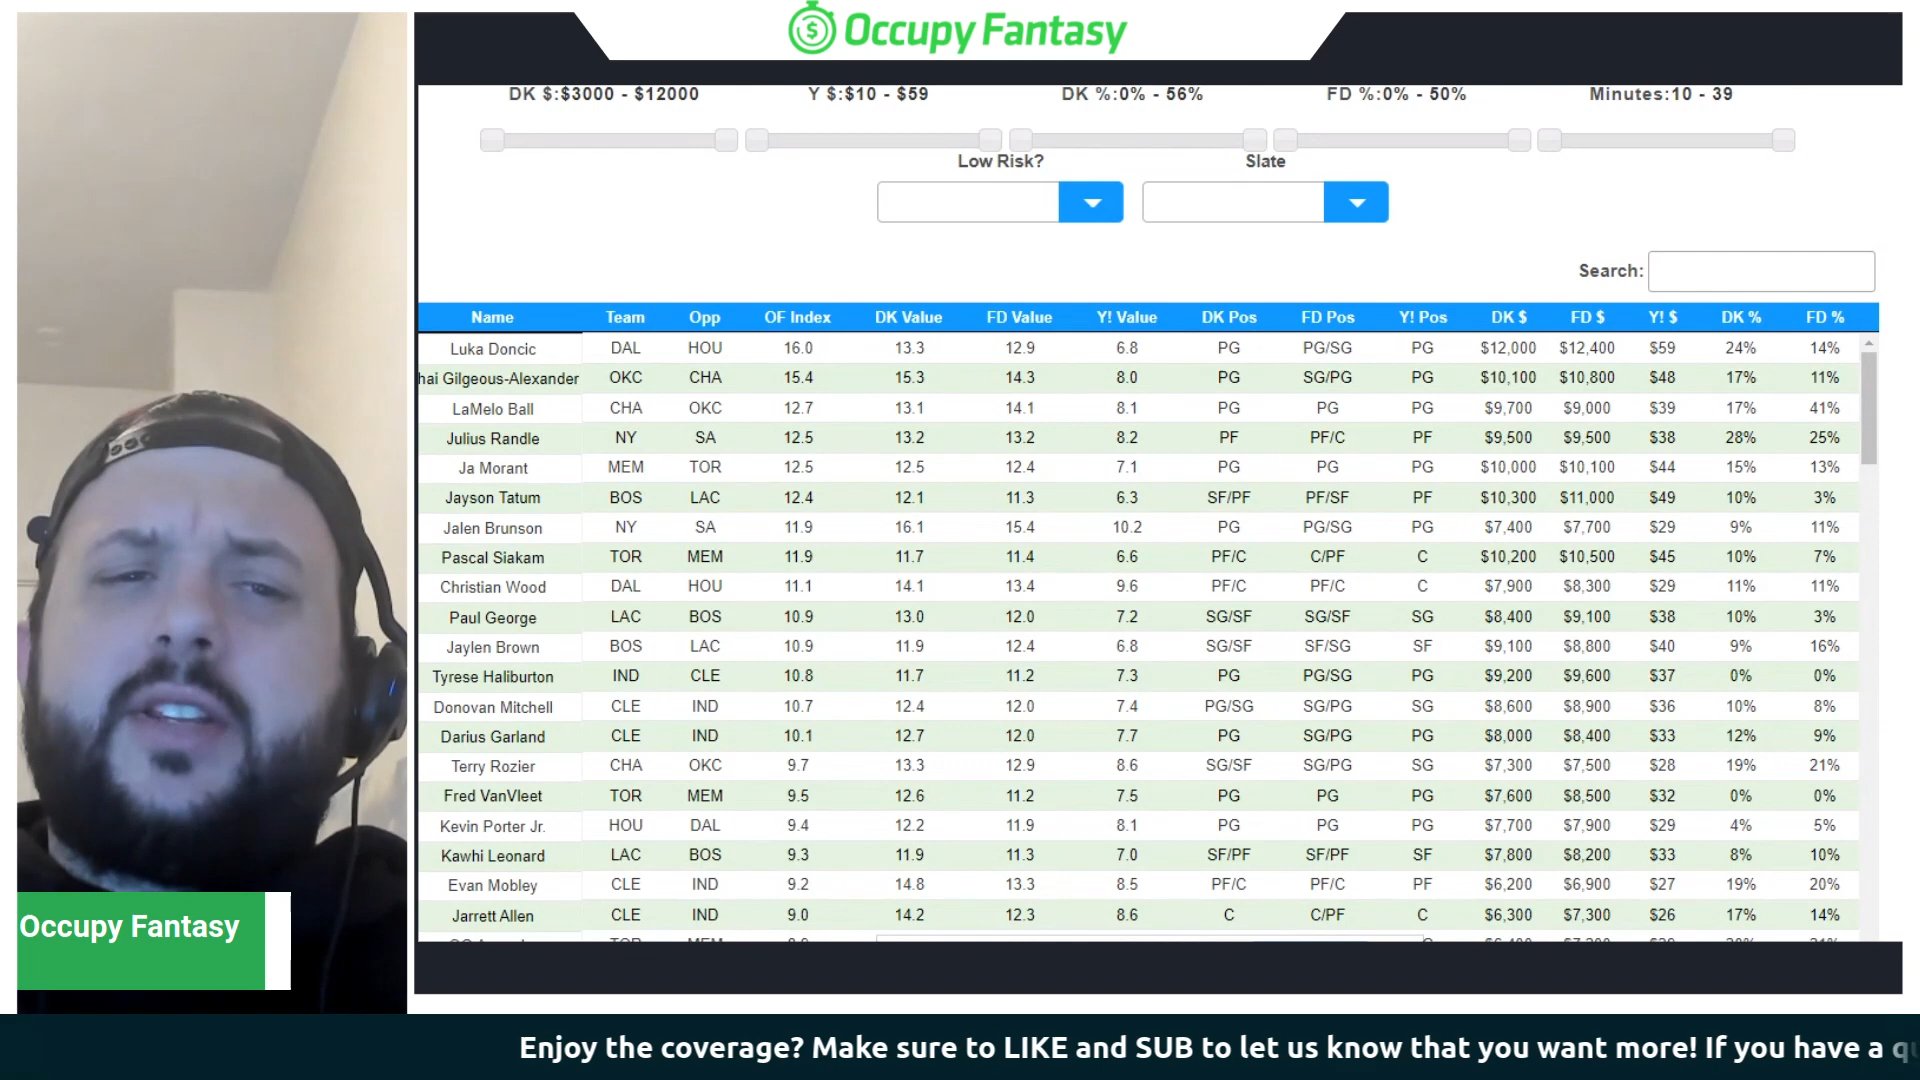 Occupy Fantasy
DK $:$3000 - $12000 Y $:$10 - $59 DK %:0% - 56% FD %:0% - 50% Minutes:10 - 39
Low Risk? Slate
Search:
Name Team Opp OF Index DK Value FD Value Y! Value DK Pos FD Pos Y! Pos DK $ FD $ Y! $ DK % FD %
Luka Doncic DAL HOU 16.0 13.3 12.9 6.8 PG PG/SG PG $12,000 $12,400 $59 24% 14%
hai Gilgeous-Alexander OKC CHA 15.4 15.3 14.3 8.0 PG SG/PG PG $10,100 $10,800 $48 17% 11%
LaMelo Ball CHA OKC 12.7 13.1 14.1 8.1 PG PG PG $9,700 $9,000 $39 17% 41%
Julius Randle NY SA 12.5 13.2 13.2 8.2 PF PF/C PF $9,500 $9,500 $38 28% 25%
Ja Morant MEM TOR 12.5 12.5 12.4 7.1 PG PG PG $10,000 $10,100 $44 15% 13%
Jayson Tatum BOS LAC 12.4 12.1 11.3 6.3 SF/PF PF/SF PF $10,300 $11,000 $49 10% 3%
Jalen Brunson NY SA 11.9 16.1 15.4 10.2 PG PG/SG PG $7,400 $7,700 $29 9% 11%
Pascal Siakam TOR MEM 11.9 11.7 11.4 6.6 PF/C C/PF C $10,200 $10,500 $45 10% 7%
Christian Wood DAL HOU 11.1 14.1 13.4 9.6 PF/C PF/C C $7,900 $8,300 $29 11% 11%
Paul George LAC BOS 10.9 13.0 12.0 7.2 SG/SF SG/SF SG $8,400 $9,100 $38 10% 3%
Jaylen Brown BOS LAC 10.9 11.9 12.4 6.8 SG/SF SF/SG SF $9,100 $8,800 $40 9% 16%
Tyrese Haliburton IND CLE 10.8 11.7 11.2 7.3 PG PG/SG PG $9,200 $9,600 $37 0% 0%
Donovan Mitchell CLE IND 10.7 12.4 12.0 7.4 PG/SG SG/PG SG $8,600 $8,900 $36 10% 8%
Darius Garland CLE IND 10.1 12.7 12.0 7.7 PG SG/PG PG $8,000 $8,400 $33 12% 9%
Terry Rozier CHA OKC 9.7 13.3 12.9 8.6 SG/SF SG/PG SG $7,300 $7,500 $28 19% 21%
Fred VanVleet TOR MEM 9.5 12.6 11.2 7.5 PG PG PG $7,600 $8,500 $32 0% 0%
Kevin Porter Jr. HOU DAL 9.4 12.2 11.9 8.1 PG PG PG $7,700 $7,900 $29 4% 5%
Kawhi Leonard LAC BOS 9.3 11.9 11.3 7.0 SF/PF SF/PF SF $7,800 $8,200 $33 8% 10%
Evan Mobley CLE IND 9.2 14.8 13.3 8.5 PF/C PF/C PF $6,200 $6,900 $27 19% 20%
Jarrett Allen CLE IND 9.0 14.2 12.3 8.6 C C/PF C $6,300 $7,300 $26 17% 14%
Occupy Fantasy
Enjoy the coverage? Make sure to LIKE and SUB to let us know that you want more! If you have a